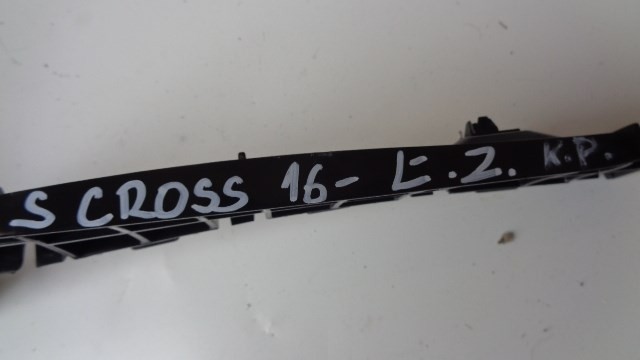 S CROSS 16- L.Z. K.P.